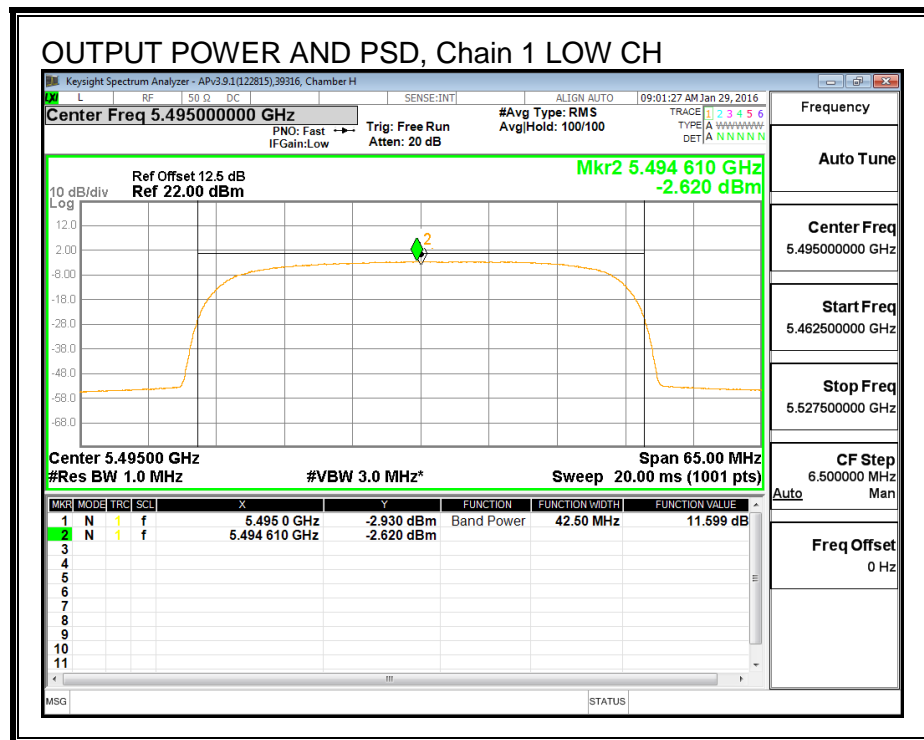 OUTPUT POWER AND PSD, Chain 1 LOW CH
Keysight Spectrum Analyzer - APv3.9.1(122815),39316, Chamber H
LXI L RF 50 Ω DC SENSE:INT ALIGN AUTO 09:01:27 AM Jan 29, 2016
Center Freq 5.495000000 GHz
PNO: Fast
IFGain:Low
Trig: Free Run
Atten: 20 dB
#Avg Type: RMS
Avg|Hold: 100/100
TRACE 1 2 3 4 5 6
TYPE A WWWWW
DET A N N N N N
Mkr2 5.494 610 GHz
-2.620 dBm
Ref Offset 12.5 dB
10 dB/div Ref 22.00 dBm
Log
12.0
2.00
-8.00
-18.0
-28.0
-38.0
-48.0
-58.0
-68.0
2
Center 5.49500 GHz Span 65.00 MHz
#Res BW 1.0 MHz #VBW 3.0 MHz* Sweep 20.00 ms (1001 pts)
MKR MODE TRC SCL X Y FUNCTION FUNCTION WIDTH FUNCTION VALUE
1 N 1 f 5.495 0 GHz -2.930 dBm Band Power 42.50 MHz 11.599 dB
2 N 1 f 5.494 610 GHz -2.620 dBm
3
4
5
6
7
8
9
10
11
MSG STATUS
Frequency
Auto Tune
Center Freq
5.495000000 GHz
Start Freq
5.462500000 GHz
Stop Freq
5.527500000 GHz
CF Step
6.500000 MHz
Auto Man
Freq Offset
0 Hz